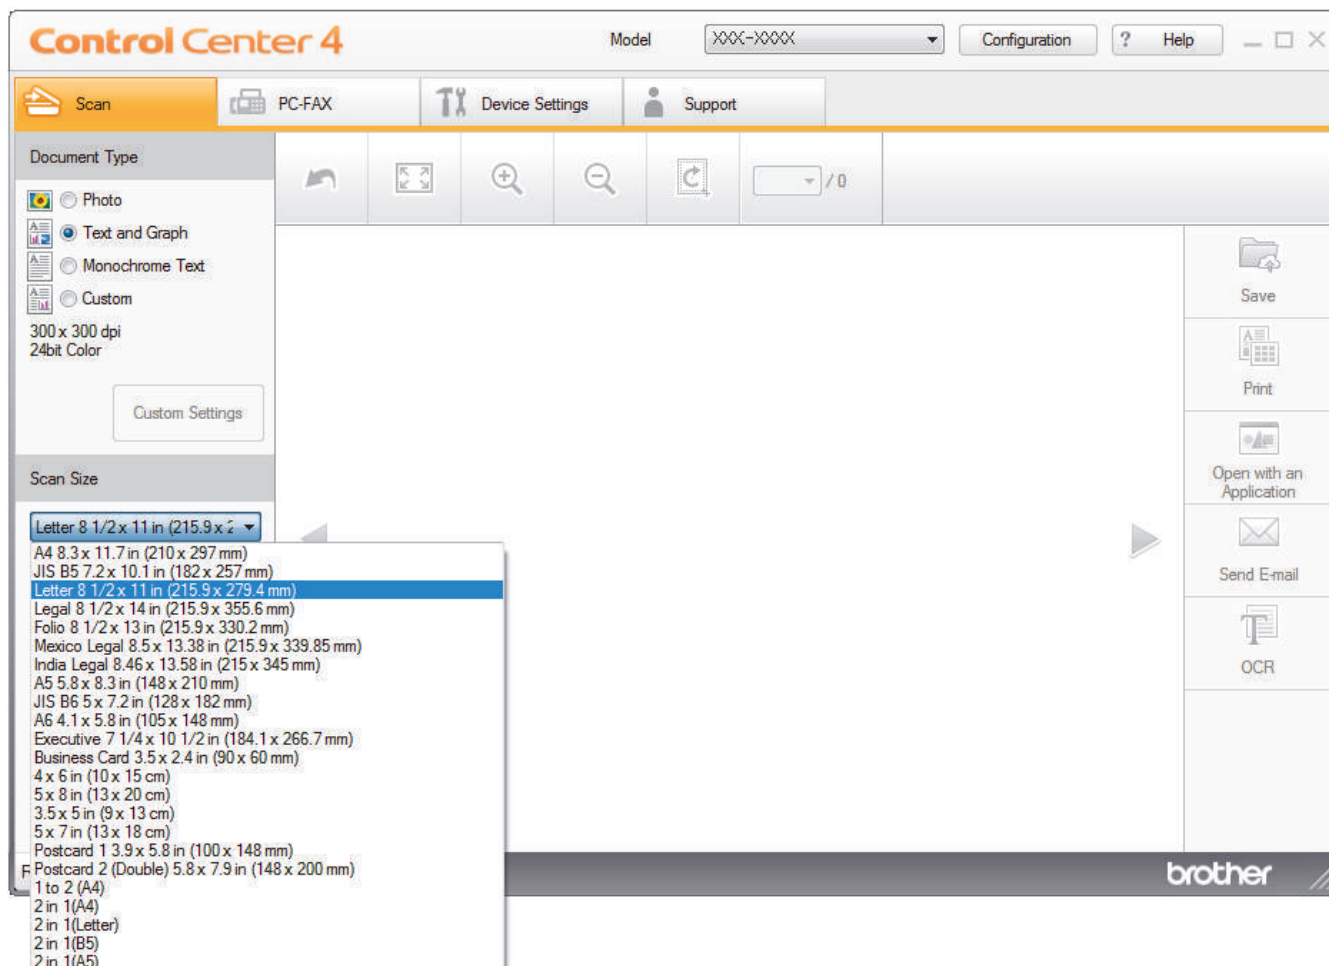 Control Center 4
Model
XXX-XXXX
Configuration
? Help
Scan
PC-FAX
Device Settings
Support
Document Type
Photo
Text and Graph
Monochrome Text
Custom
300 x 300 dpi
24bit Color
Custom Settings
/ 0
Scan Size
Letter 8 1/2 x 11 in (215.9 x 2
A4 8.3 x 11.7 in (210 x 297 mm)
JIS B5 7.2 x 10.1 in (182 x 257 mm)
Letter 8 1/2 x 11 in (215.9 x 279.4 mm)
Legal 8 1/2 x 14 in (215.9 x 355.6 mm)
Folio 8 1/2 x 13 in (215.9 x 330.2 mm)
Mexico Legal 8.5 x 13.38 in (215.9 x 339.85 mm)
India Legal 8.46 x 13.58 in (215 x 345 mm)
A5 5.8 x 8.3 in (148 x 210 mm)
JIS B6 5 x 7.2 in (128 x 182 mm)
A6 4.1 x 5.8 in (105 x 148 mm)
Executive 7 1/4 x 10 1/2 in (184.1 x 266.7 mm)
Business Card 3.5 x 2.4 in (90 x 60 mm)
4 x 6 in (10 x 15 cm)
5 x 8 in (13 x 20 cm)
3.5 x 5 in (9 x 13 cm)
5 x 7 in (13 x 18 cm)
Postcard 1 3.9 x 5.8 in (100 x 148 mm)
Postcard 2 (Double) 5.8 x 7.9 in (148 x 200 mm)
1 to 2 (A4)
2 in 1(A4)
2 in 1(Letter)
2 in 1(B5)
2 in 1(A5)
Save
Print
Open with an
Application
Send E-mail
OCR
brother